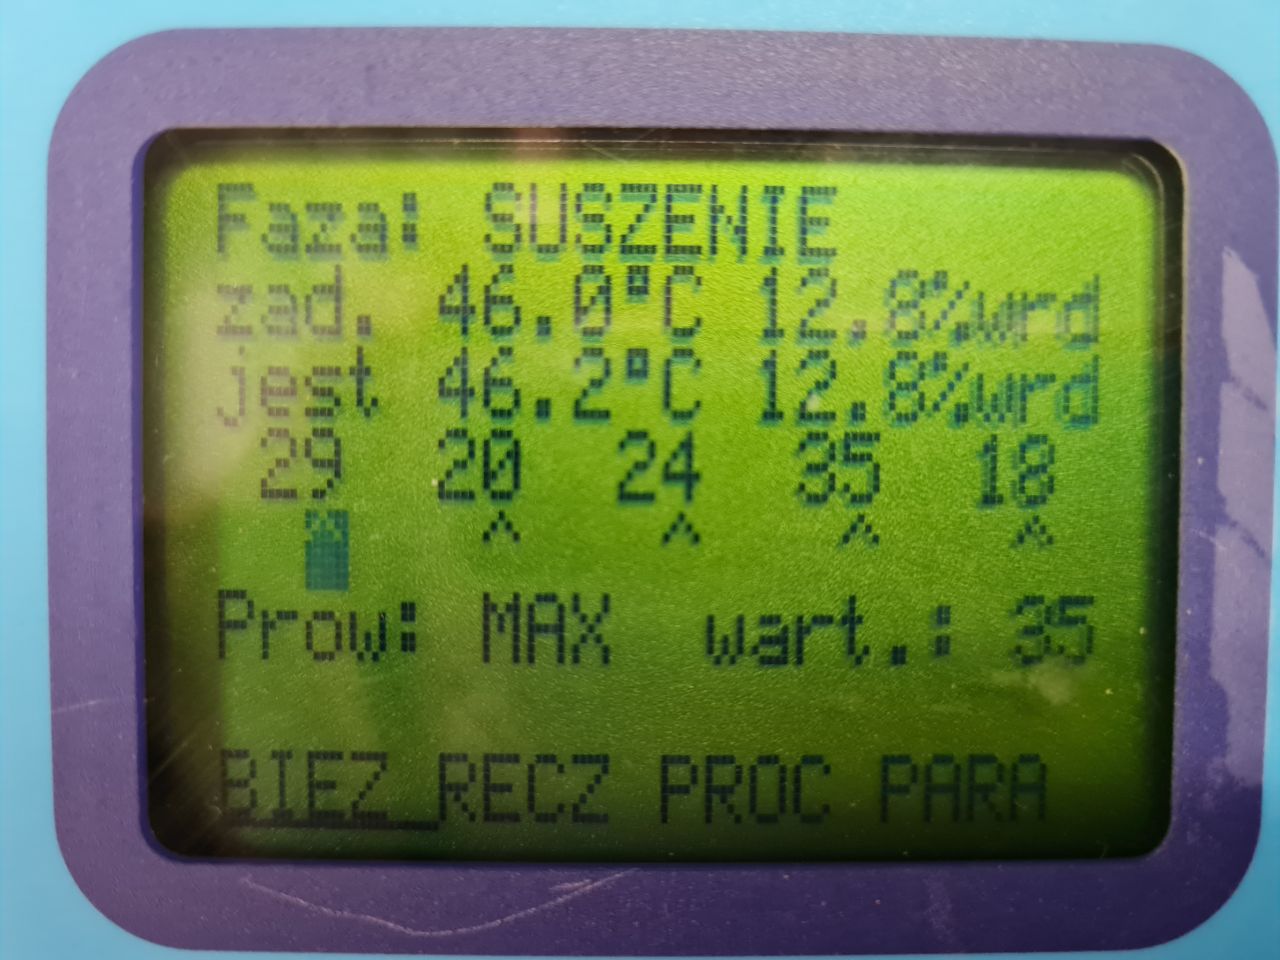 Faza: SUSZENIE
zad. 46.0°C 12.8%wrd
jest 46.2°C 12.8%wrd
29 20 24 35 18
^ ^ ^ ^
Prow: MAX wart.: 35
BIEZ RECZ PROC PARA